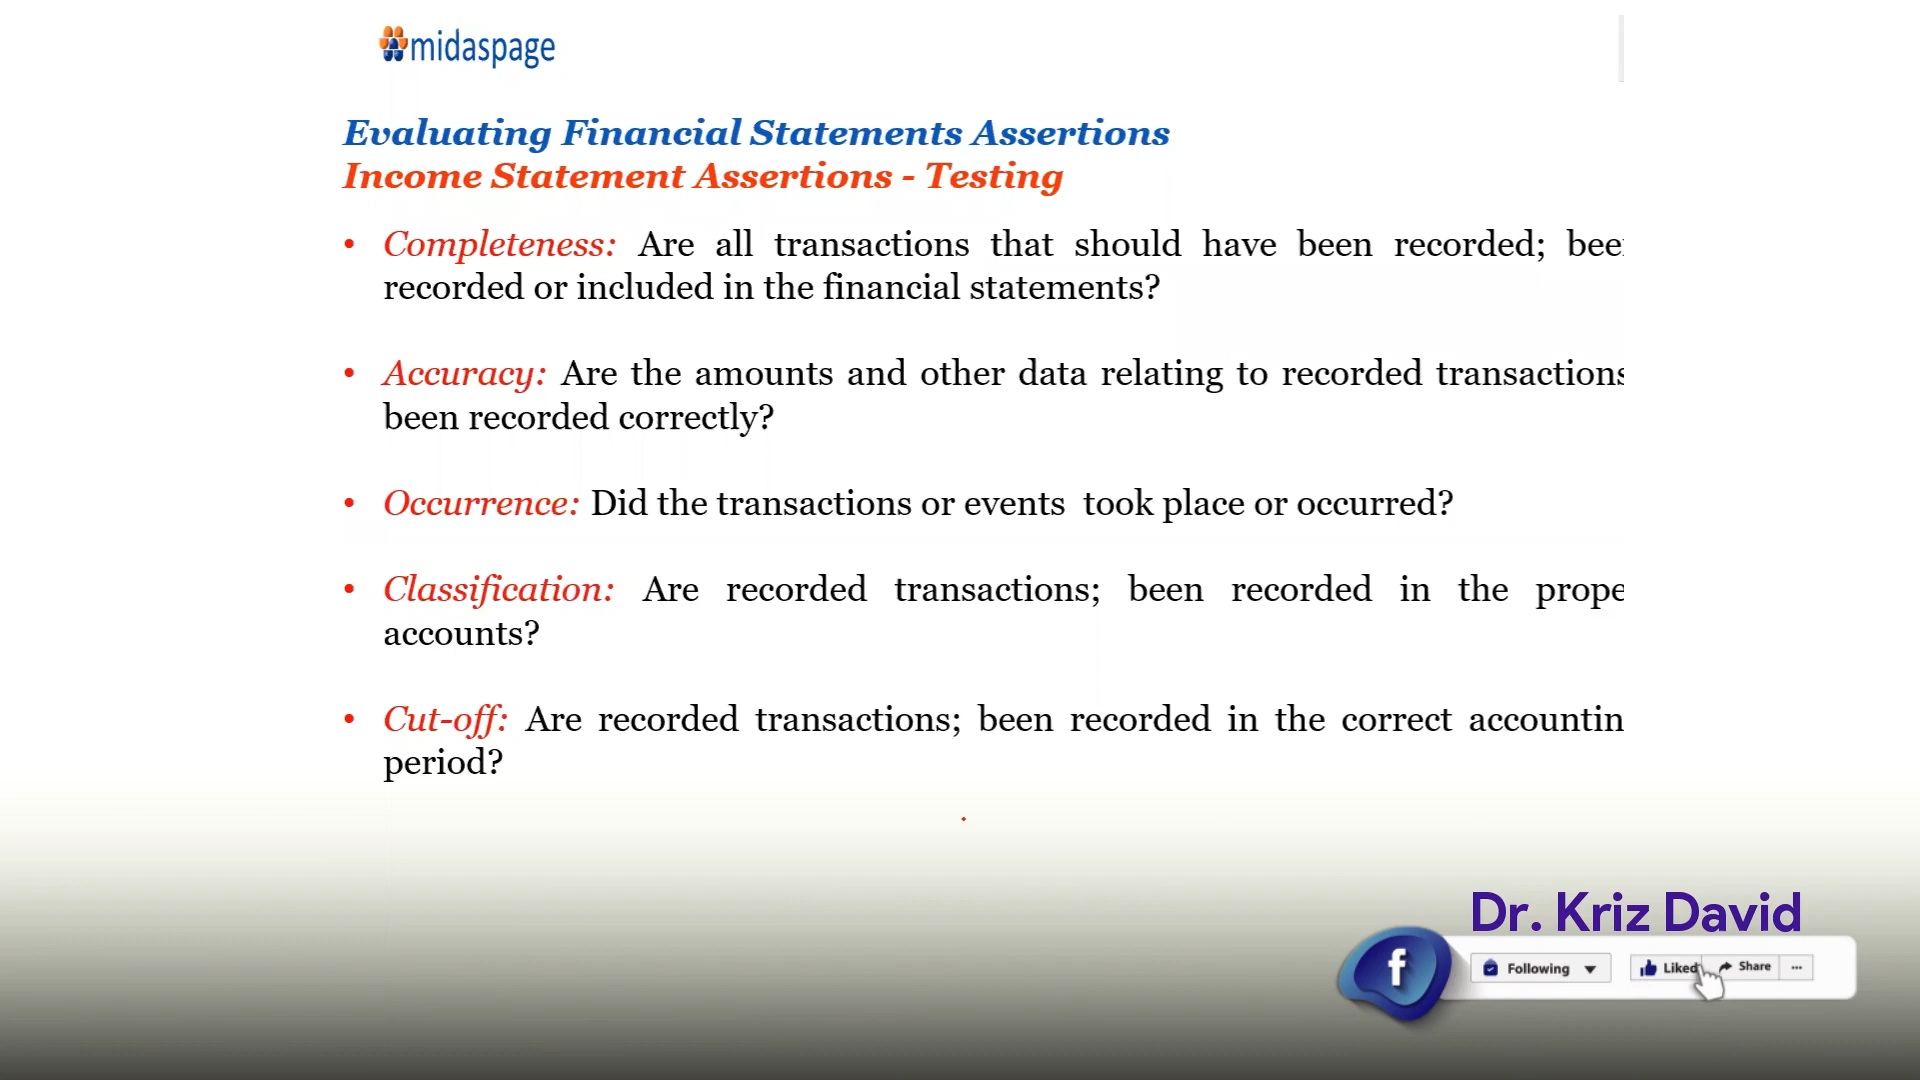 midaspage
Evaluating Financial Statements Assertions
Income Statement Assertions - Testing
• Completeness: Are all transactions that should have been recorded; bee
recorded or included in the financial statements?
• Accuracy: Are the amounts and other data relating to recorded transactions
been recorded correctly?
• Occurrence: Did the transactions or events took place or occurred?
• Classification: Are recorded transactions; been recorded in the prope
accounts?
• Cut-off: Are recorded transactions; been recorded in the correct accountin
period?
Dr. Kriz David
f Following Liked Share ...